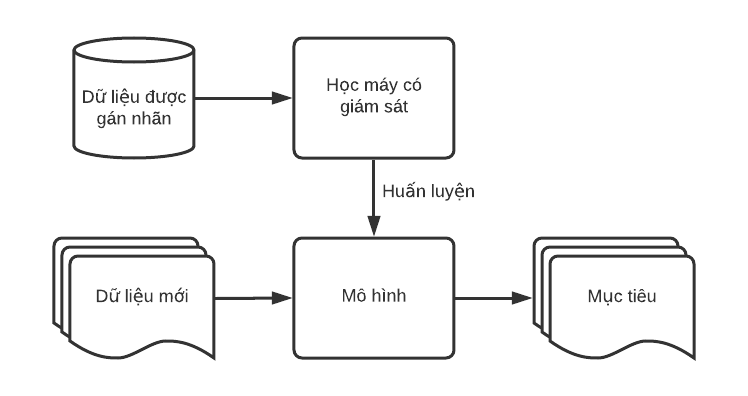 Dữ liệu được
gán nhãn
Học máy có
giám sát
Huấn luyện
Dữ liệu mới
Mô hình
Mục tiêu